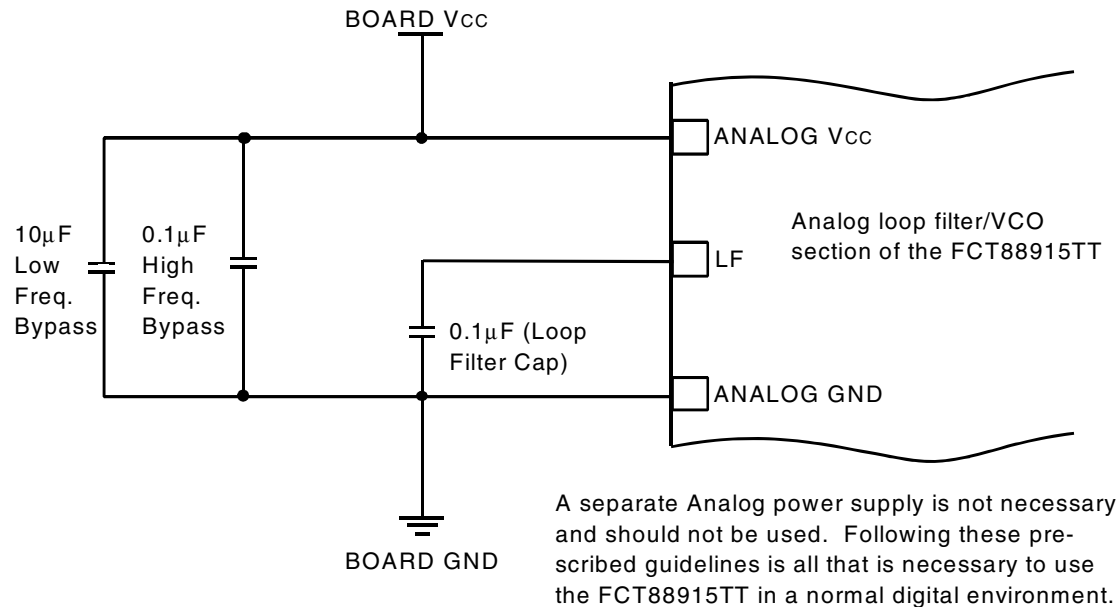 BOARD VCC
ANALOG VCC
10μF
Low
Freq.
Bypass
0.1μF
High
Freq.
Bypass
Analog loop filter/VCO
section of the FCT88915TT
LF
0.1μF (Loop
Filter Cap)
ANALOG GND
BOARD GND
A separate Analog power supply is not necessary
and should not be used. Following these pre-
scribed guidelines is all that is necessary to use
the FCT88915TT in a normal digital environment.